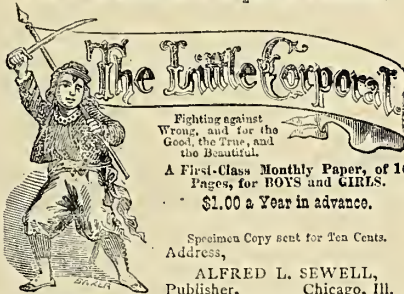 The Little Corporal.
Fighting against
Wrong, and for the
Good, the True, and
the Beautiful.
A First-Class Monthly Paper, of 16
Pages, for BOYS and GIRLS.
$1.00 a Year in advance.
Specimen Copy sent for Ten Cents.
Address,
ALFRED L. SEWELL,
Publisher, Chicago, Ill.
BAKER